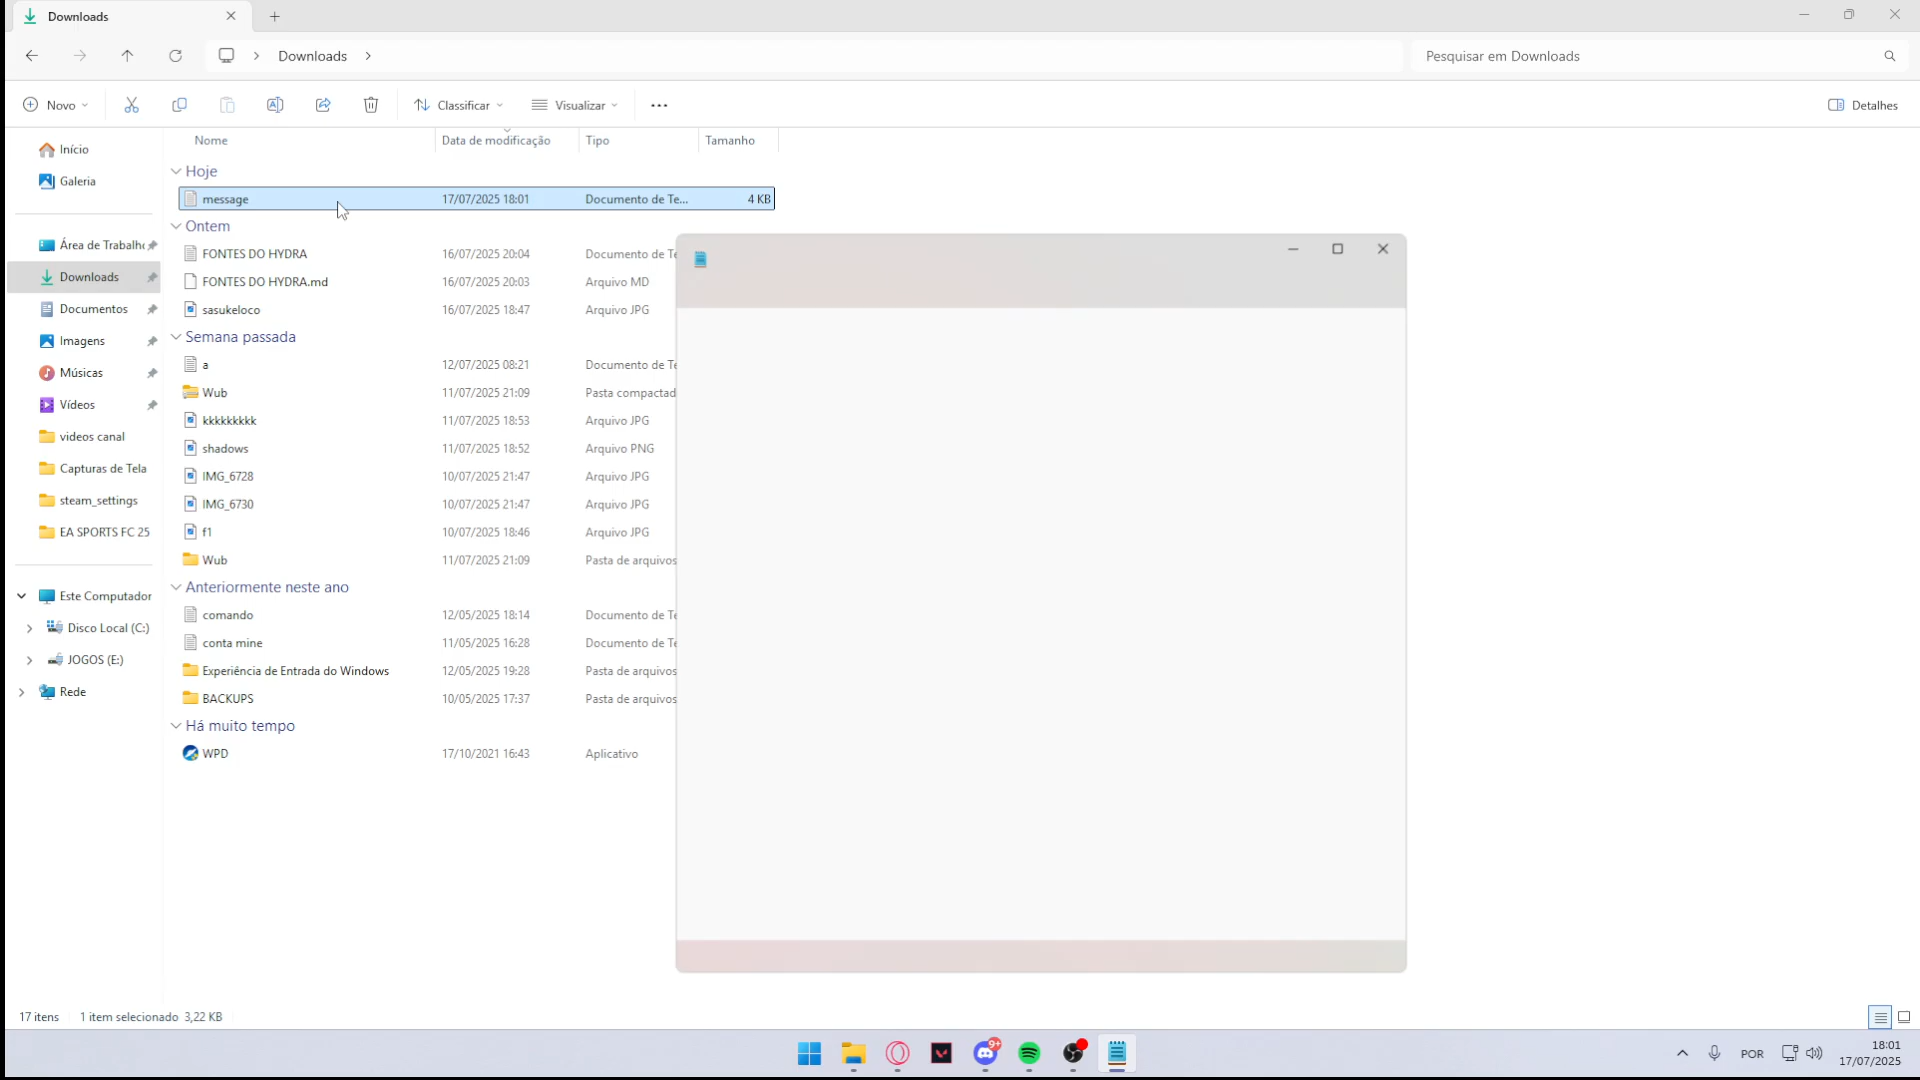 Downloads
Downloads
Pesquisar em Downloads
Novo
Classificar
Visualizar
Detalhes
Nome Data de modificação Tipo Tamanho
Início
Galeria
Área de Trabalho
Downloads
Documentos
Imagens
Músicas
Vídeos
videos canal
Capturas de Tela
steam_settings
EA SPORTS FC 25
Este Computador
Disco Local (C:)
JOGOS (E:)
Rede
Hoje
message 17/07/2025 18:01 Documento de Te... 4 KB
Ontem
FONTES DO HYDRA 16/07/2025 20:04 Documento de Te
FONTES DO HYDRA.md 16/07/2025 20:03 Arquivo MD
sasukeloco 16/07/2025 18:47 Arquivo JPG
Semana passada
a 12/07/2025 08:21 Documento de Te
Wub 11/07/2025 21:09 Pasta compactad
kkkkkkkkk 11/07/2025 18:53 Arquivo JPG
shadows 11/07/2025 18:52 Arquivo PNG
IMG_6728 10/07/2025 21:47 Arquivo JPG
IMG_6730 10/07/2025 21:47 Arquivo JPG
f1 10/07/2025 18:46 Arquivo JPG
Wub 11/07/2025 21:09 Pasta de arquivos
Anteriormente neste ano
comando 12/05/2025 18:14 Documento de Te
conta mine 11/05/2025 16:28 Documento de Te
Experiência de Entrada do Windows 12/05/2025 19:28 Pasta de arquivos
BACKUPS 10/05/2025 17:37 Pasta de arquivos
Há muito tempo
WPD 17/10/2021 16:43 Aplicativo
17 itens 1 item selecionado 3,22 KB
9+
POR
18:01
17/07/2025